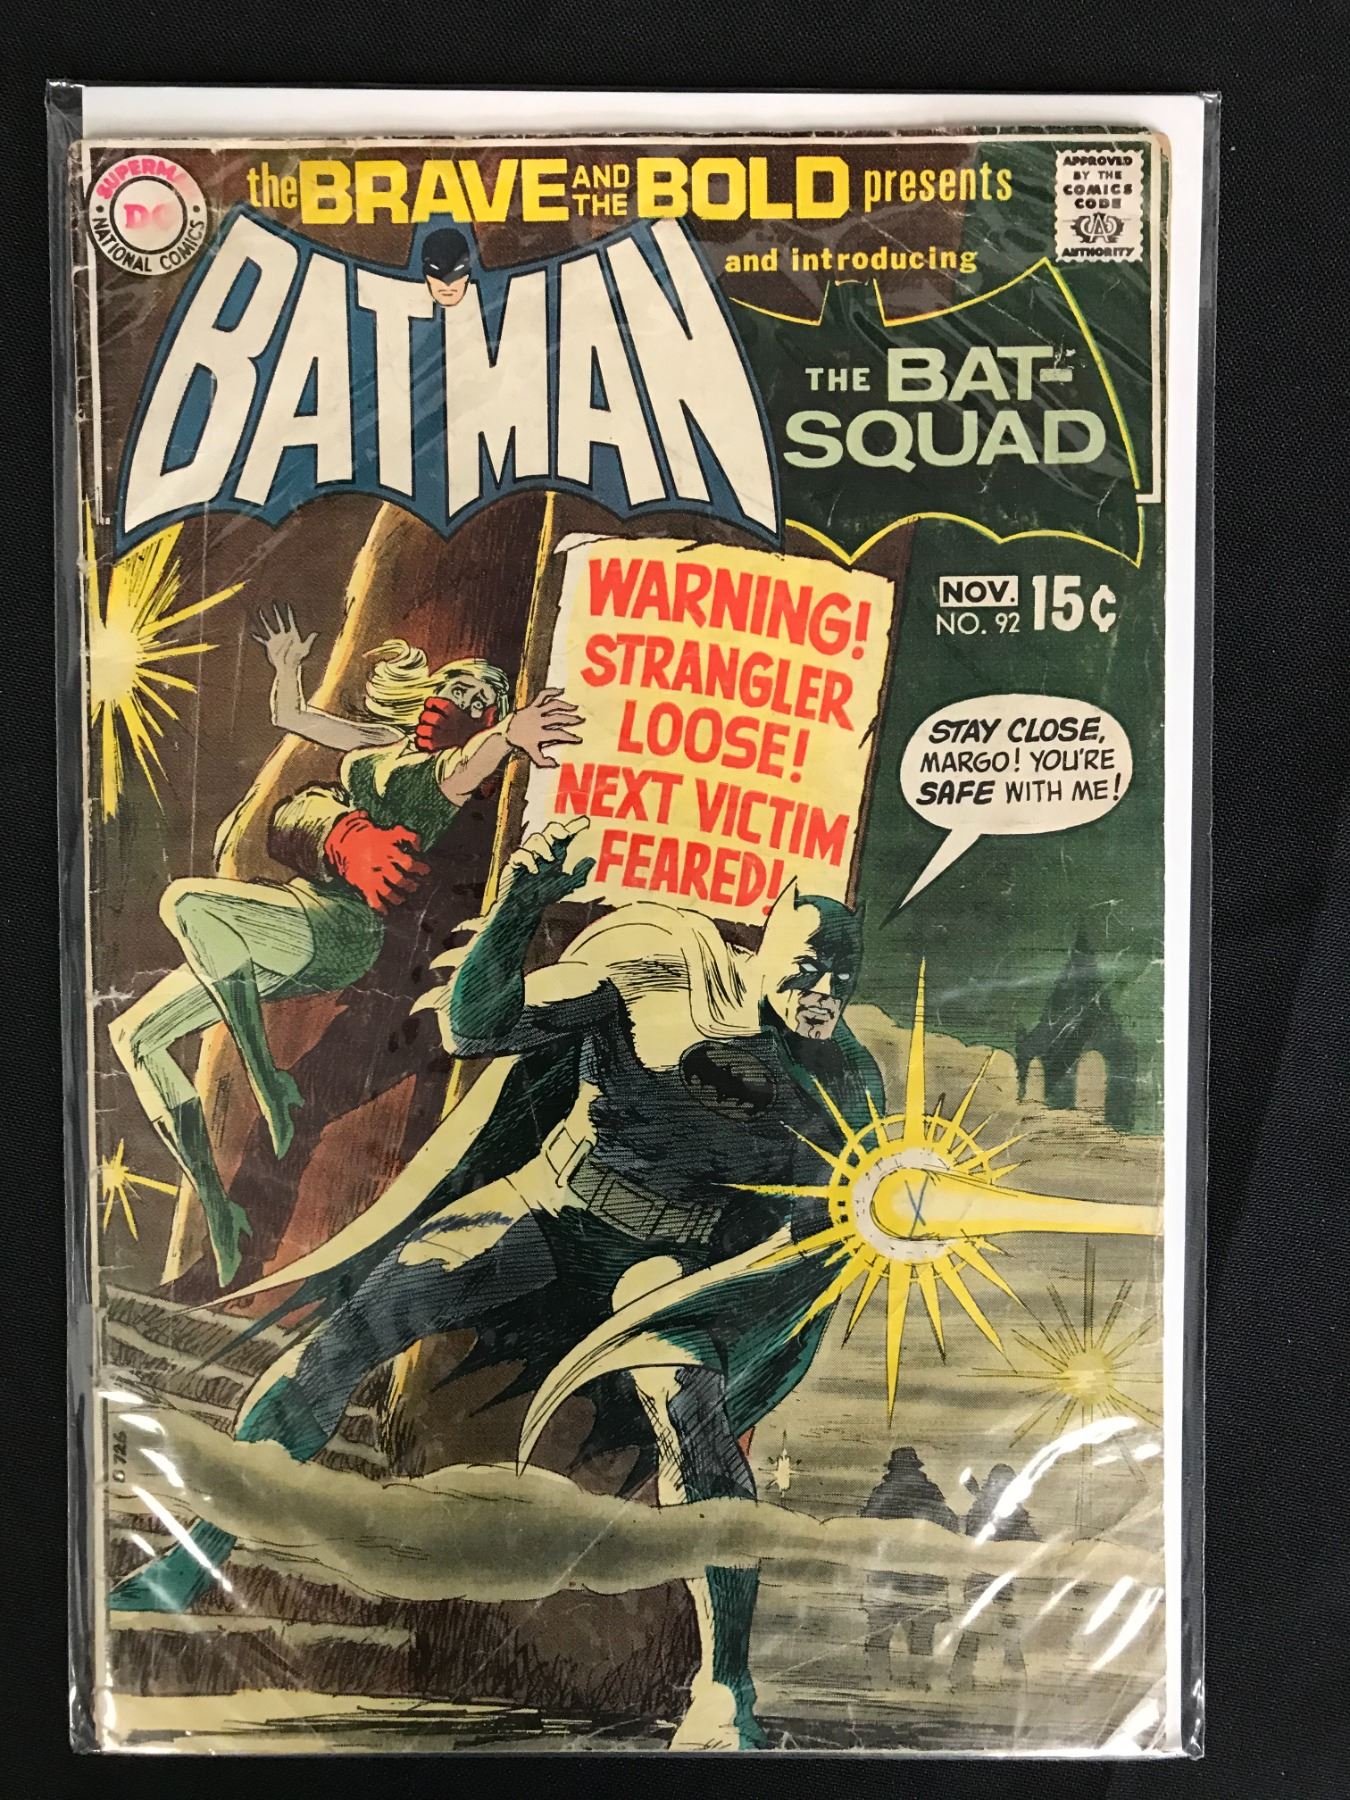 SUPERMAN
DC
NATIONAL COMICS
the BRAVE AND THE BOLD presents
APPROVED
BY THE
COMICS
CODE
CA
AUTHORITY
BATMAN
and introducing
THE BAT-
SQUAD
WARNING!
STRANGLER
LOOSE!
NEXT VICTIM
FEARED!
NOV.
NO. 92
15¢
STAY CLOSE,
MARGO! YOU'RE
SAFE WITH ME!